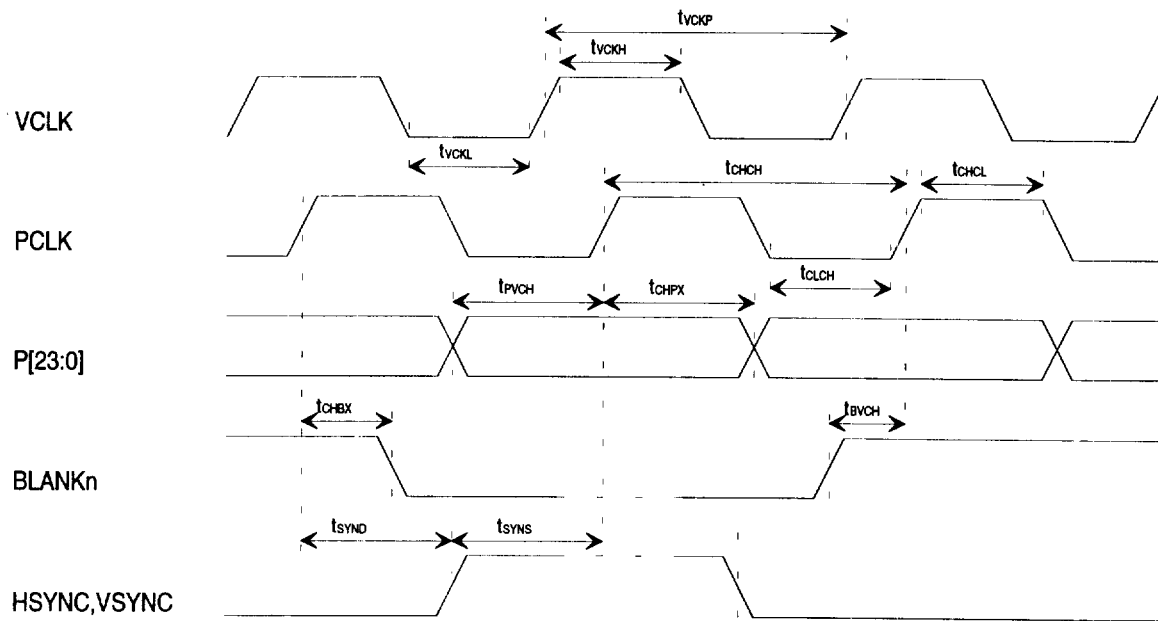 tVCKP
tVCKH
VCLK
tVCKL
tCHCH
tCHCL
PCLK
tPVCH
tCHPX
tCLCH
P[23:0]
tCHBX
tBVCH
BLANKn
tSYND
tSYNS
HSYNC,VSYNC